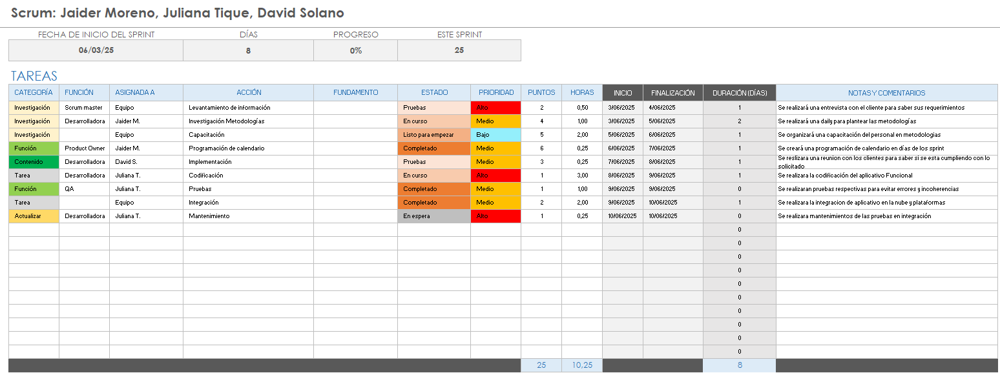 Scrum: Jaider Moreno, Juliana Tique, David Solano
FECHA DE INICIO DEL SPRINT DÍAS PROGRESO ESTE SPRINT
06/03/25 8 0% 25
TAREAS
CATEGORÍA FUNCIÓN ASIGNADA A ACCIÓN FUNDAMENTO ESTADO PRIORIDAD PUNTOS HORAS INICIO FINALIZACIÓN DURACIÓN (DÍAS) NOTAS Y COMENTARIOS
Investigación Scrum master Equipo Levantamiento de información Pruebas Alto 2 0,50 3/06/2025 4/06/2025 1 Se realizará una entrevista con el cliente para saber sus requerimientos
Investigación Desarrolladora Jaider M. Investigación Metodologías En curso Medio 4 1,00 3/06/2025 5/06/2025 2 Se realizará una daily para plantear las metodologías
Investigación Equipo Capacitación Listo para empezar Bajo 5 2,00 5/06/2025 6/06/2025 1 Se organizará una capacitación del personal en metodologias
Función Product Owner Jaider M. Programación de calendario Completado Medio 6 0,25 6/06/2025 7/06/2025 1 Se creará una programación de calendario en días de los sprint
Contenido Desarrolladora David S. Implementación Pruebas Medio 3 0,25 7/06/2025 8/06/2025 1 Se reslizara una reunion con los clientes para saber si se esta cumpliendo con lo
solicitado
Tarea Desarrolladora Juliana T. Codificación En curso Alto 1 3,00 8/06/2025 9/06/2025 1 Se realizara la codificación del aplicativo Funcional
Función QA Juliana T. Pruebas Completado Medio 1 1,00 9/06/2025 9/06/2025 0 Se realizaran pruebas respectivas para evitar errores y incoherencias
Tarea Equipo Integración Completado Medio 2 2,00 9/06/2025 10/06/2025 1 Se realizara la integracion de aplicativo en la nube y plataformas
Actualizar Desarrolladora Juliana T. Mantenimiento En espera Alto 1 0,25 10/06/2025 10/06/2025 0 Se realizara mantenimientos de las pruebas en integración
0
0
0
0
0
0
0
0
0
0
25 10,25 8